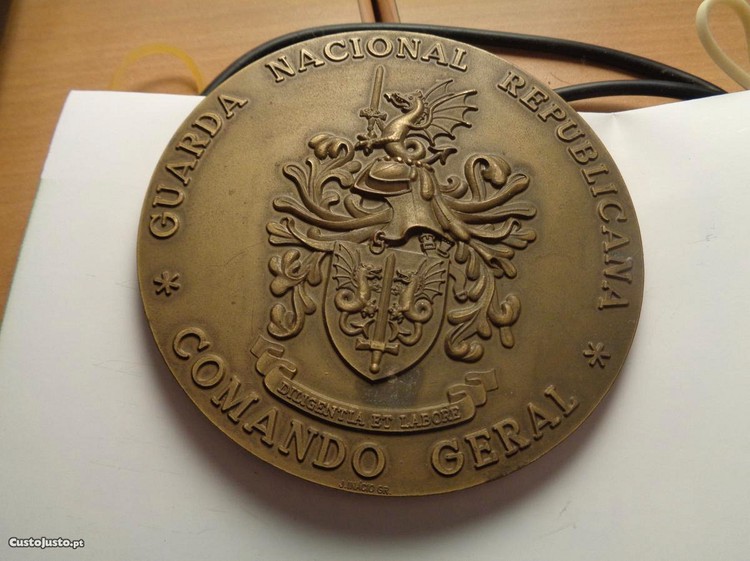 GUARDA NACIONAL REPUBLICANA
DILIGENTIA ET LABORE
* COMANDO GERAL *
CustoJusto.pt